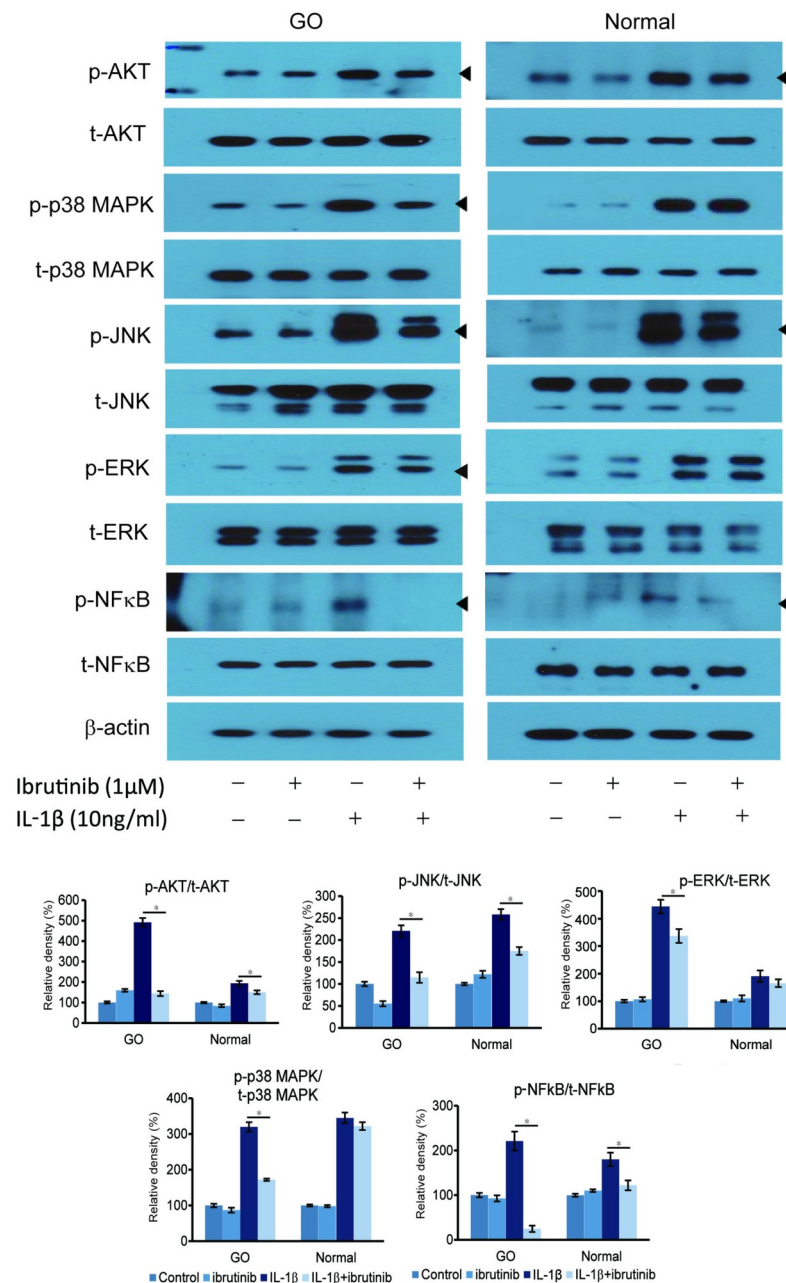 GO Normal
p-AKT
t-AKT
p-p38 MAPK
t-p38 MAPK
p-JNK
t-JNK
p-ERK
t-ERK
p-NFκB
t-NFκB
β-actin
Ibrutinib (1μM) – + – + – + – +
IL-1β (10ng/ml) – – + + – – + +
p-AKT/t-AKT
Relative density (%)
600
500
400
300
200
100
0
*
*
GO Normal
p-JNK/t-JNK
Relative density (%)
250
200
150
100
50
0
*
*
GO Normal
p-ERK/t-ERK
Relative density (%)
500
400
300
200
100
0
*
GO Normal
p-p38 MAPK/
t-p38 MAPK
Relative density (%)
400
300
200
100
0
*
GO Normal
p-NFkB/t-NFkB
Relative density (%)
300
200
100
0
*
*
GO Normal
Control ibrutinib IL-1β IL-1β+ibrutinib
Control ibrutinib IL-1β IL-1β+ibrutinib